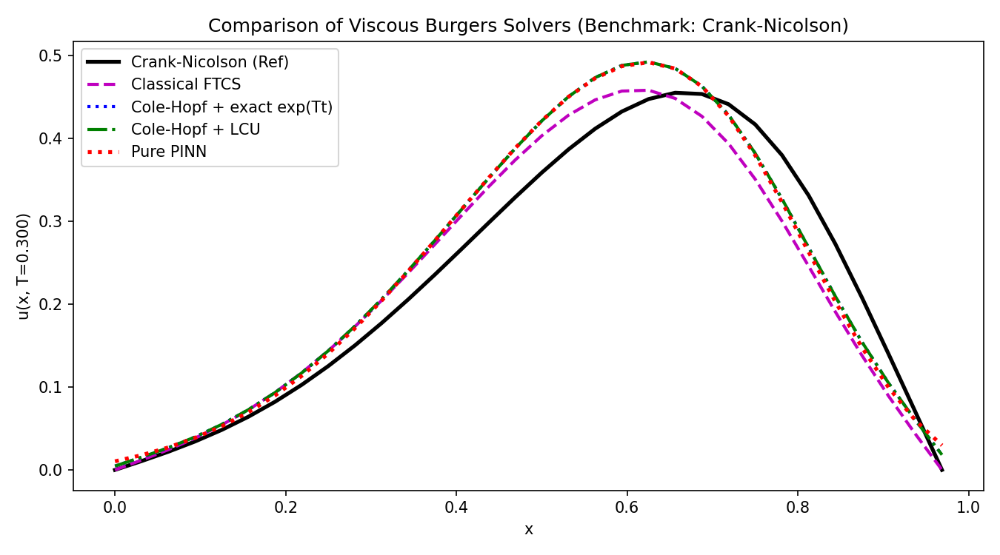 Comparison of Viscous Burgers Solvers (Benchmark: Crank-Nicolson)
Crank-Nicolson (Ref)
Classical FTCS
Cole-Hopf + exact exp(Tt)
Cole-Hopf + LCU
Pure PINN
u(x, T=0.300)
0.5
0.4
0.3
0.2
0.1
0.0
0.0 0.2 0.4 0.6 0.8 1.0
x